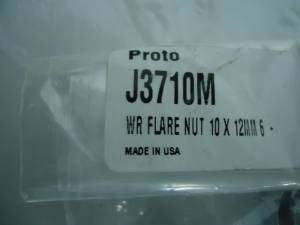 Proto
J3710M
WR FLARE NUT 10 X 12MM 6 -
MADE IN USA